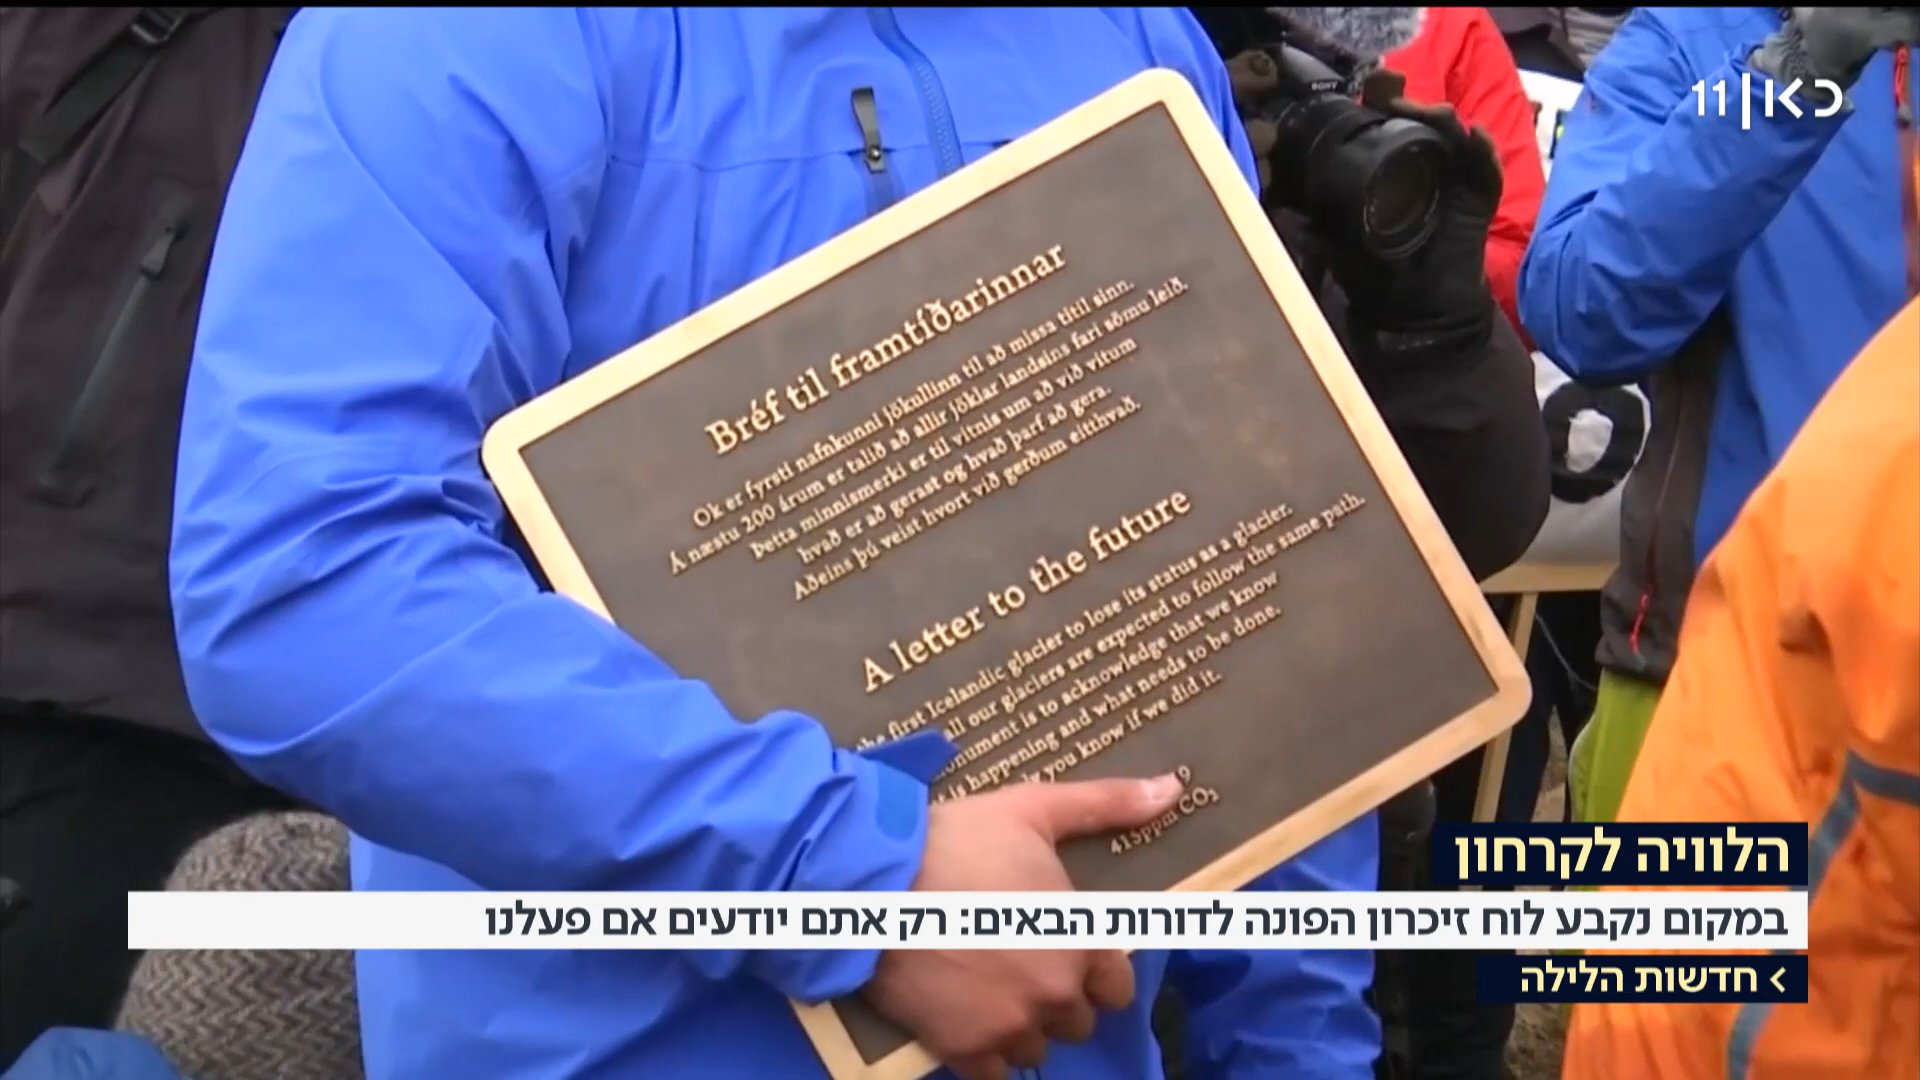 SONY
כאן 11
Bréf til framtíðarinnar
Ok er fyrsti nafnkunni jökullinn til að missa titil sinn.
Á næstu 200 árum er talið að allir jöklar landsins fari sömu leið.
Þetta minnismerki er til vitnis um að við vitum
hvað er að gerast og hvað þarf að gera.
Aðeins þú veist hvort við gerðum eitthvað.
A letter to the future
the first Icelandic glacier to lose its status as a glacier.
all our glaciers are expected to follow the same path.
monument is to acknowledge that we know
is happening and what needs to be done.
you know if we did it.
9
415ppm CO₂
הלוויה לקרחון
במקום נקבע לוח זיכרון הפונה לדורות הבאים: רק אתם יודעים אם פעלנו
חדשות הלילה